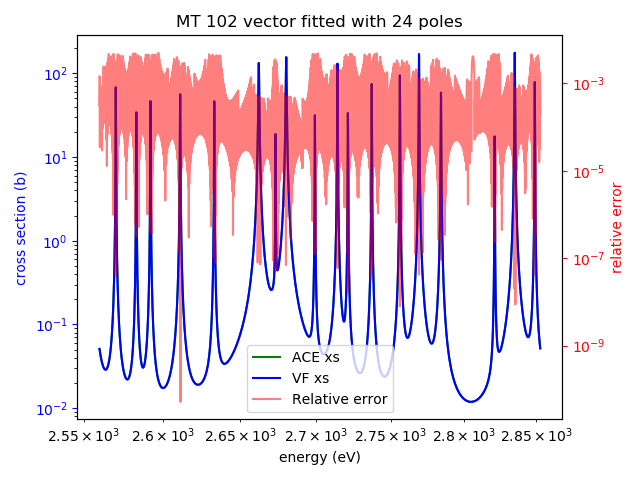 MT 102 vector fitted with 24 poles
cross section (b)
10² 10¹ 10⁰ 10⁻¹ 10⁻²
10⁻³ 10⁻⁵ 10⁻⁷ 10⁻⁹
relative error
ACE xs
VF xs
Relative error
2.55 × 10³ 2.6 × 10³ 2.65 × 10³ 2.7 × 10³ 2.75 × 10³ 2.8 × 10³ 2.85 × 10³
energy (eV)